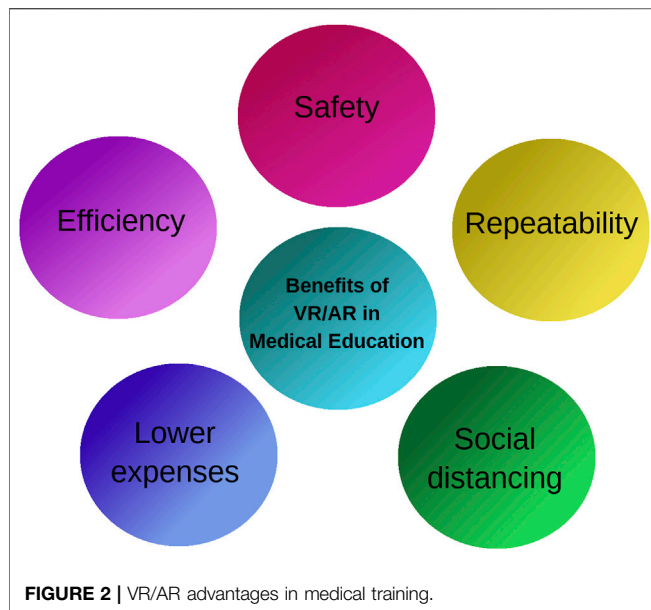 Safety
Efficiency
Repeatability
Benefits of
VR/AR in
Medical Education
Lower
expenses
Social
distancing
FIGURE 2 | VR/AR advantages in medical training.